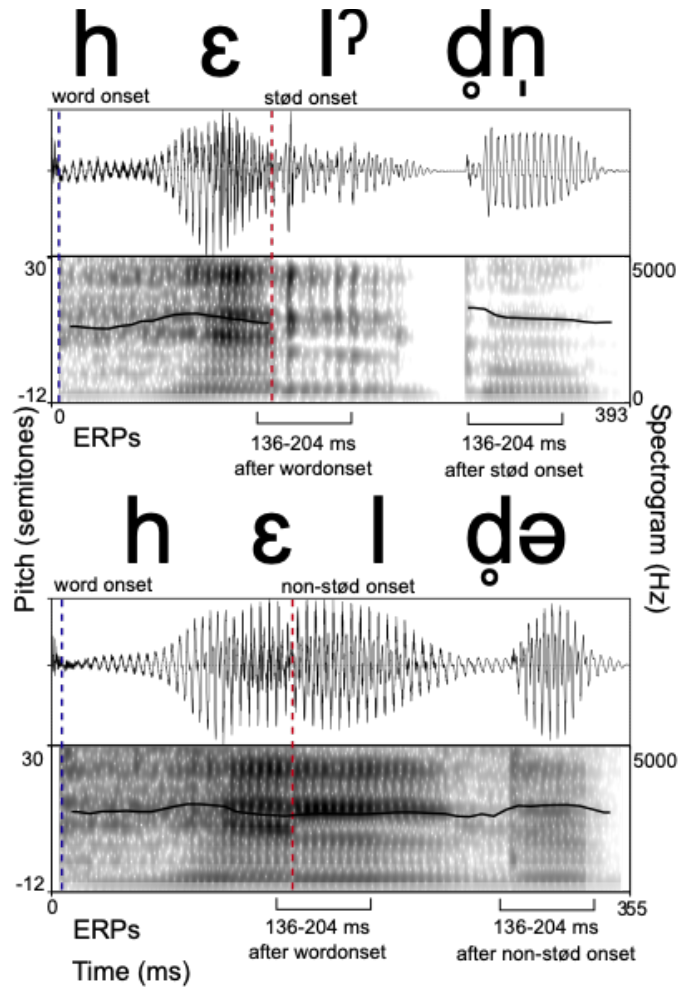 h ɛ lˀ d̥n̩
word onset stød onset
30 5000
-12 0
0 393
ERPs
136-204 ms 136-204 ms
after wordonset after stød onset
Pitch (semitones)
Spectrogram (Hz)
h ɛ l d̥ə
word onset non-stød onset
30 5000
-12
0 355
ERPs
136-204 ms 136-204 ms
after wordonset after non-stød onset
Time (ms)